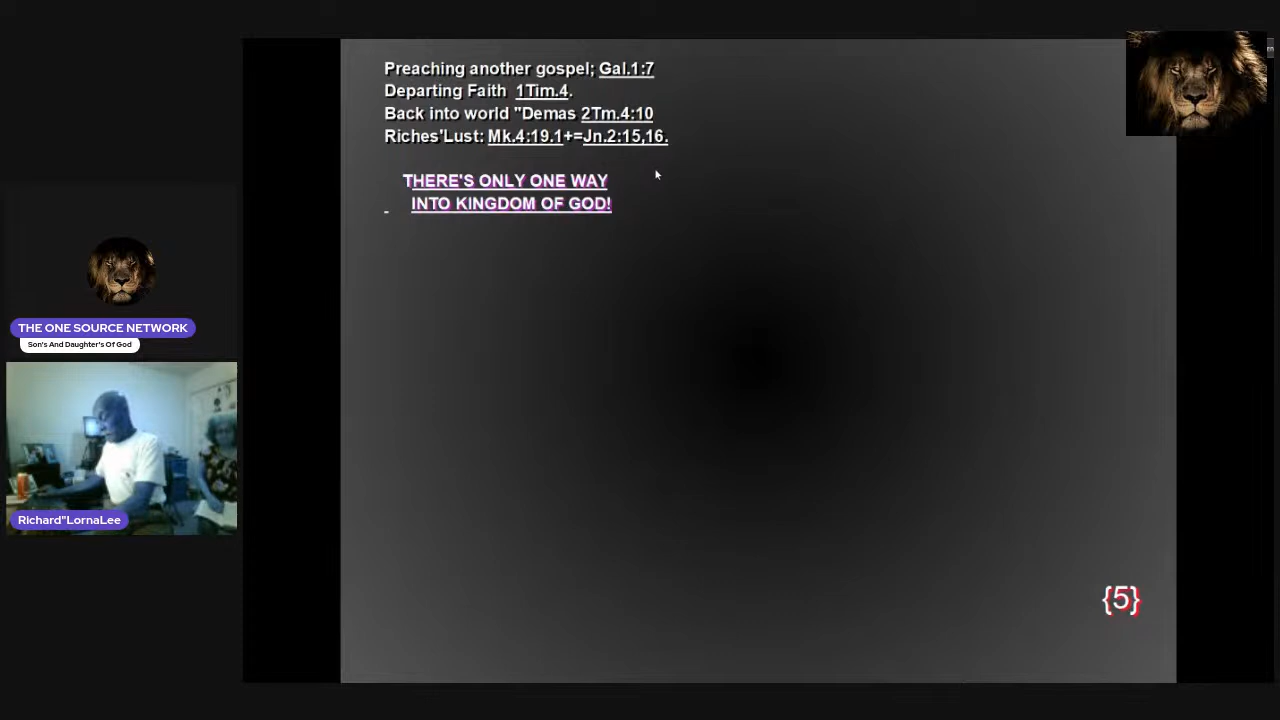 Preaching another gospel; Gal.1:7
Departing Faith 1Tim.4.
Back into world "Demas 2Tm.4:10
Riches'Lust: Mk.4:19.1+=Jn.2:15,16.
THERE'S ONLY ONE WAY
- INTO KINGDOM OF GOD!
THE ONE SOURCE NETWORK
Son's And Daughter's Of God
Richard"LornaLee
{5}